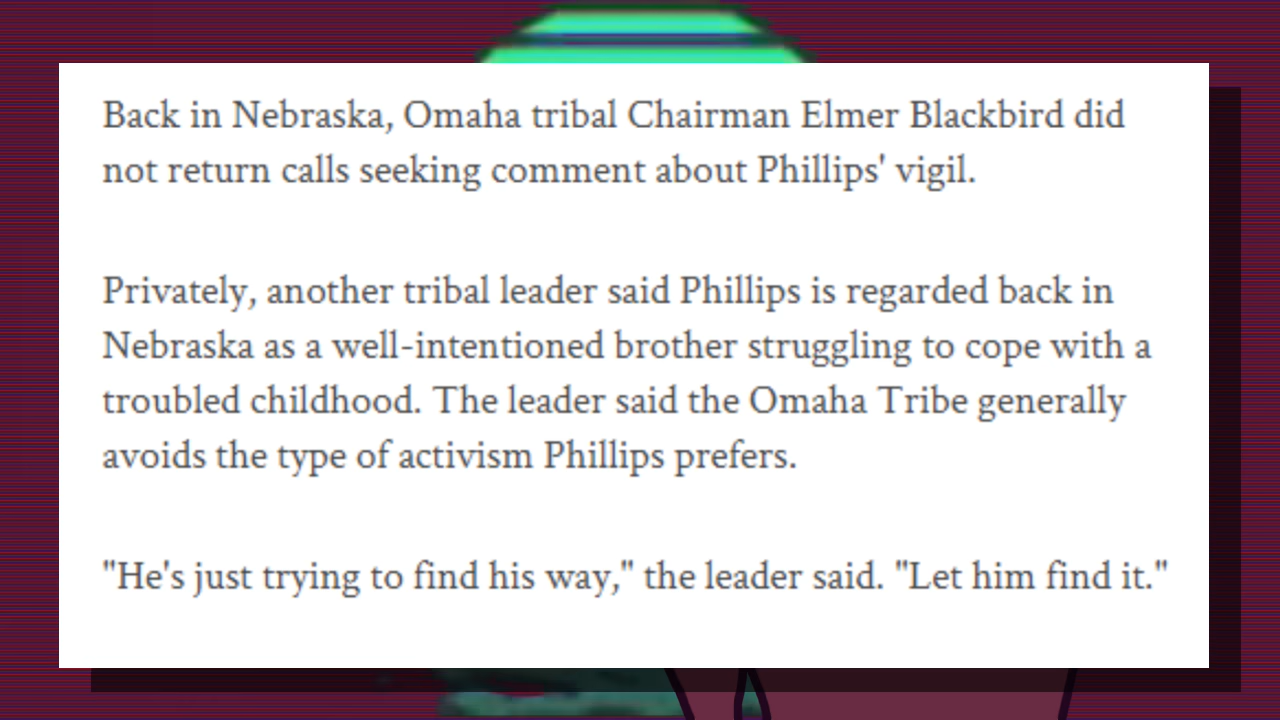 Back in Nebraska, Omaha tribal Chairman Elmer Blackbird did
not return calls seeking comment about Phillips' vigil.
Privately, another tribal leader said Phillips is regarded back in
Nebraska as a well-intentioned brother struggling to cope with a
troubled childhood. The leader said the Omaha Tribe generally
avoids the type of activism Phillips prefers.
"He's just trying to find his way," the leader said. "Let him find it."